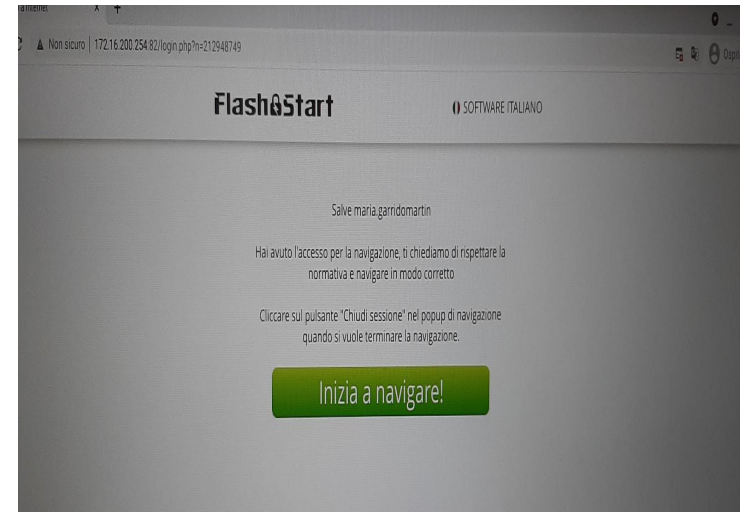 Internet X +
Non sicuro | 172.16.200.254:82/login.php?n=212948749
Ospit
FlashStart
SOFTWARE ITALIANO
Salve maria.garridomartin
Hai avuto l'accesso per la navigazione, ti chiediamo di rispettare la
normativa e navigare in modo corretto
Cliccare sul pulsante "Chiudi sessione" nel popup di navigazione
quando si vuole terminare la navigazione.
Inizia a navigare!